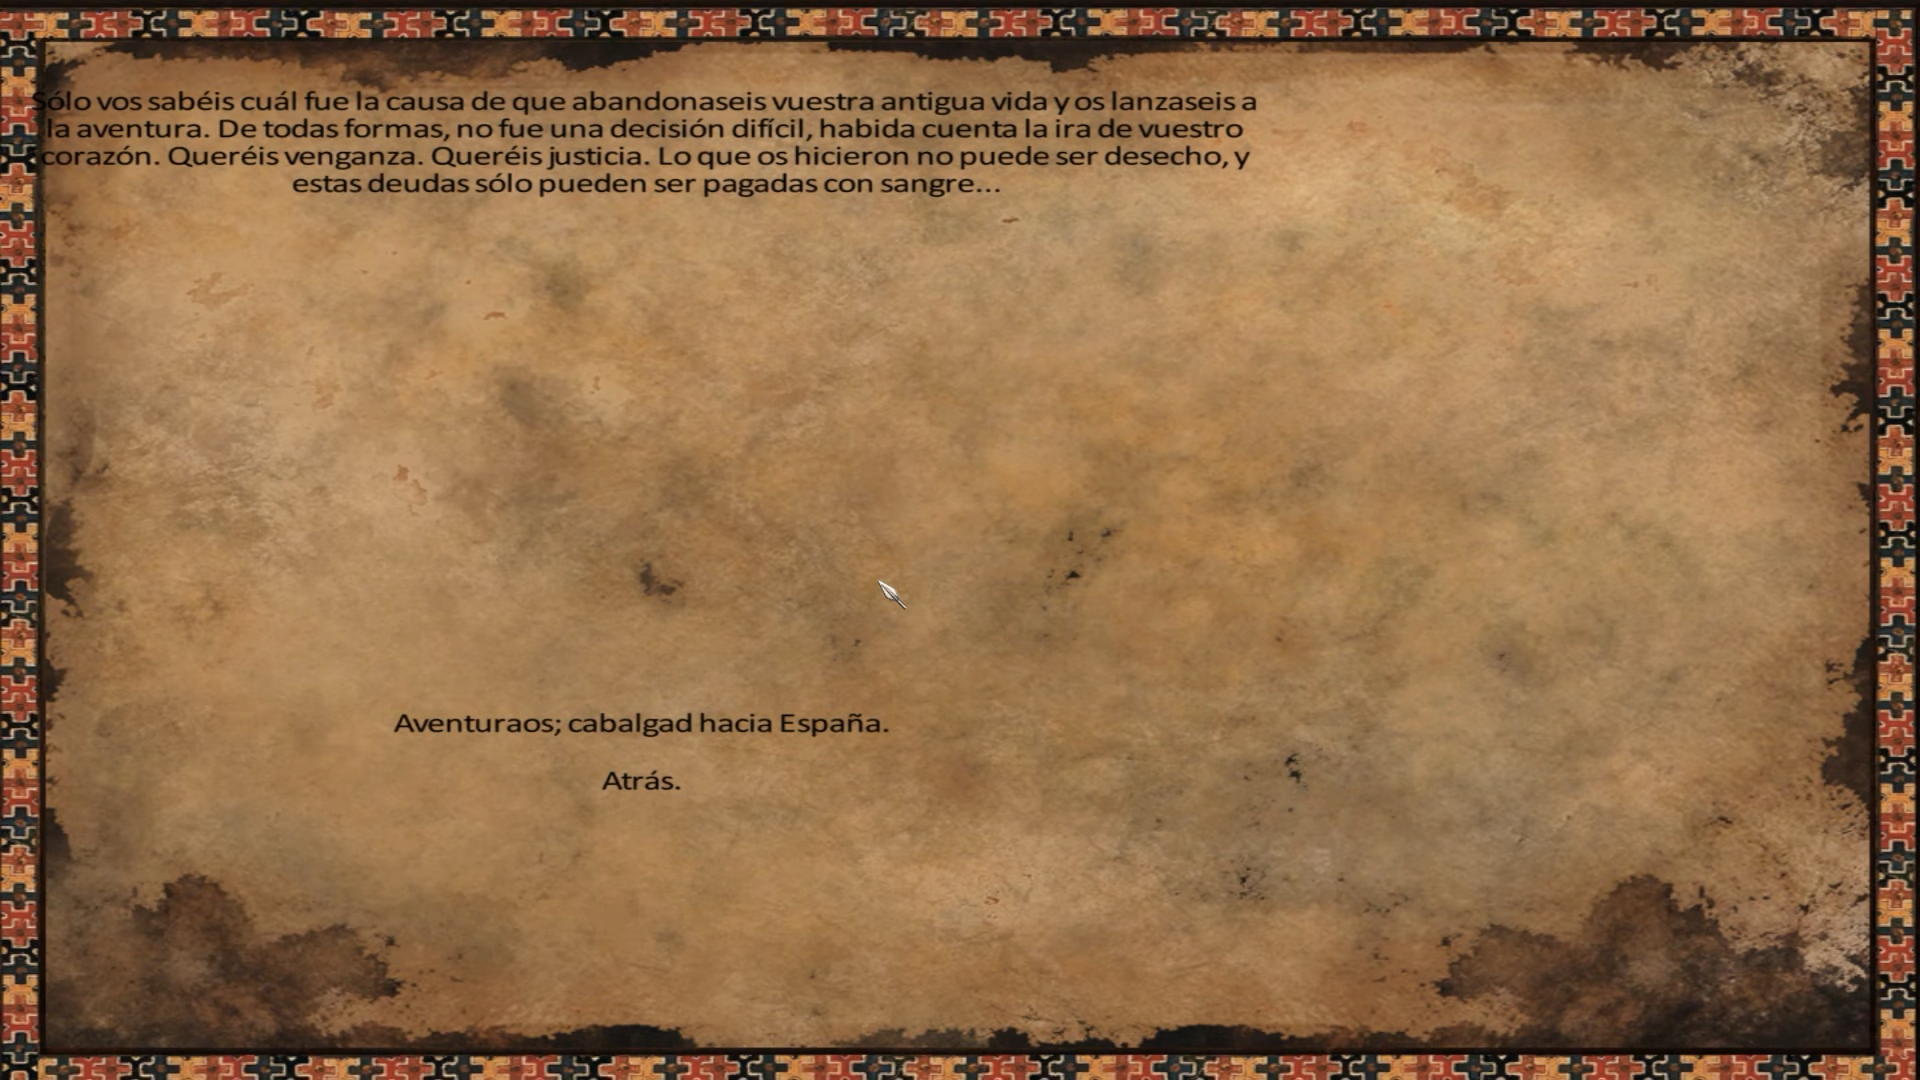 Sólo vos sabéis cuál fue la causa de que abandonaseis vuestra antigua vida y os lanzaseis a
la aventura. De todas formas, no fue una decisión difícil, habida cuenta la ira de vuestro
corazón. Queréis venganza. Queréis justicia. Lo que os hicieron no puede ser desecho, y
estas deudas sólo pueden ser pagadas con sangre...
Aventuraos; cabalgad hacia España.
Atrás.